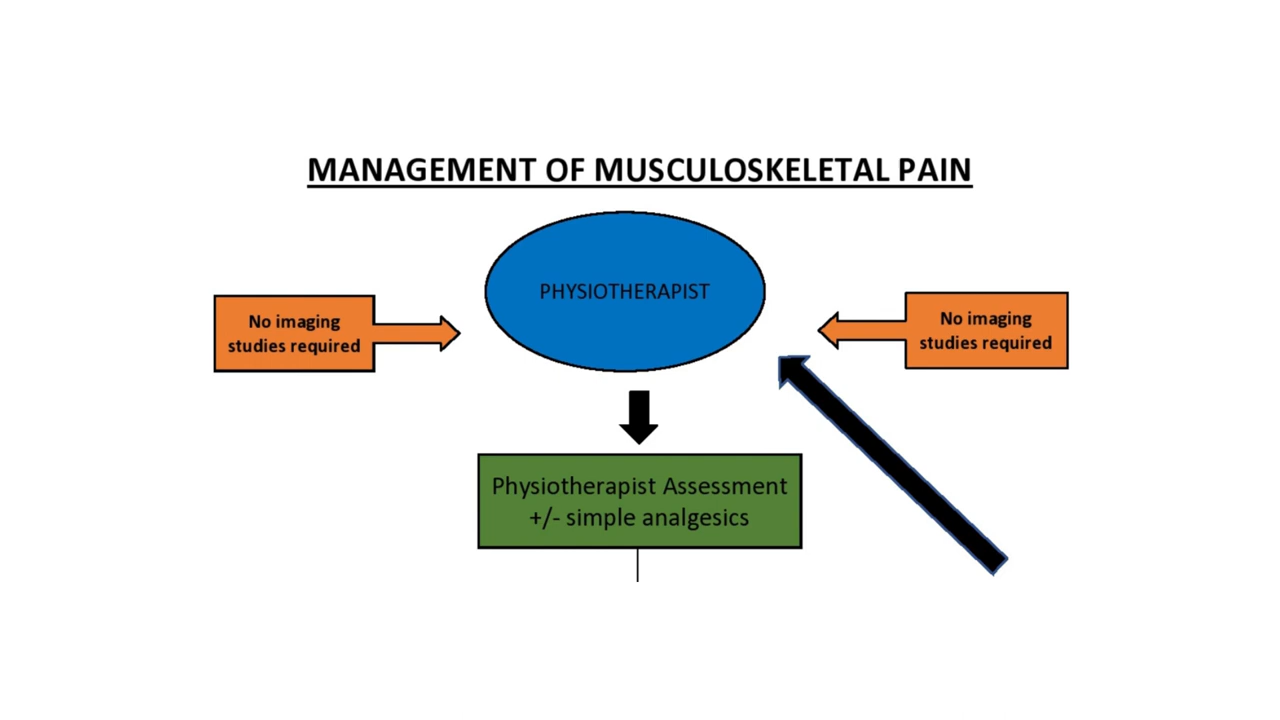 MANAGEMENT OF MUSCULOSKELETAL PAIN
PHYSIOTHERAPIST
No imaging
studies required
No imaging
studies required
Physiotherapist Assessment
+/- simple analgesics